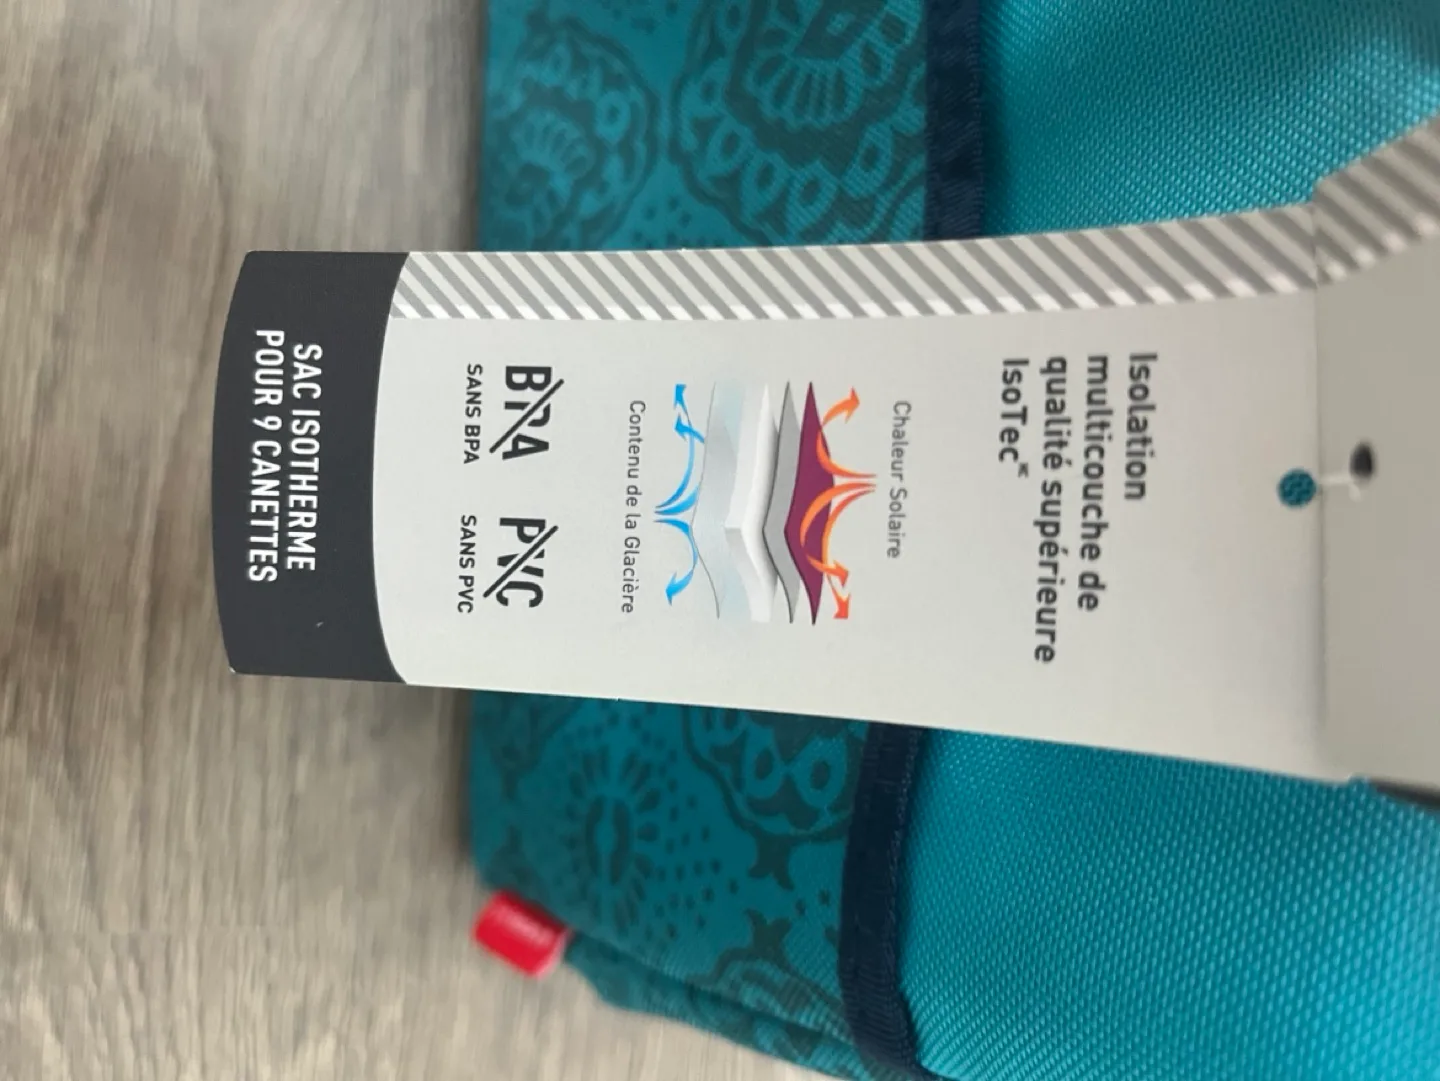 Isolation
multicouche de
qualité supérieure
IsoTec
Chaleur Solaire
Contenu de la Glacière
BPA PVC
SANS BPA SANS PVC
SAC ISOTHERME
POUR 9 CANETTES